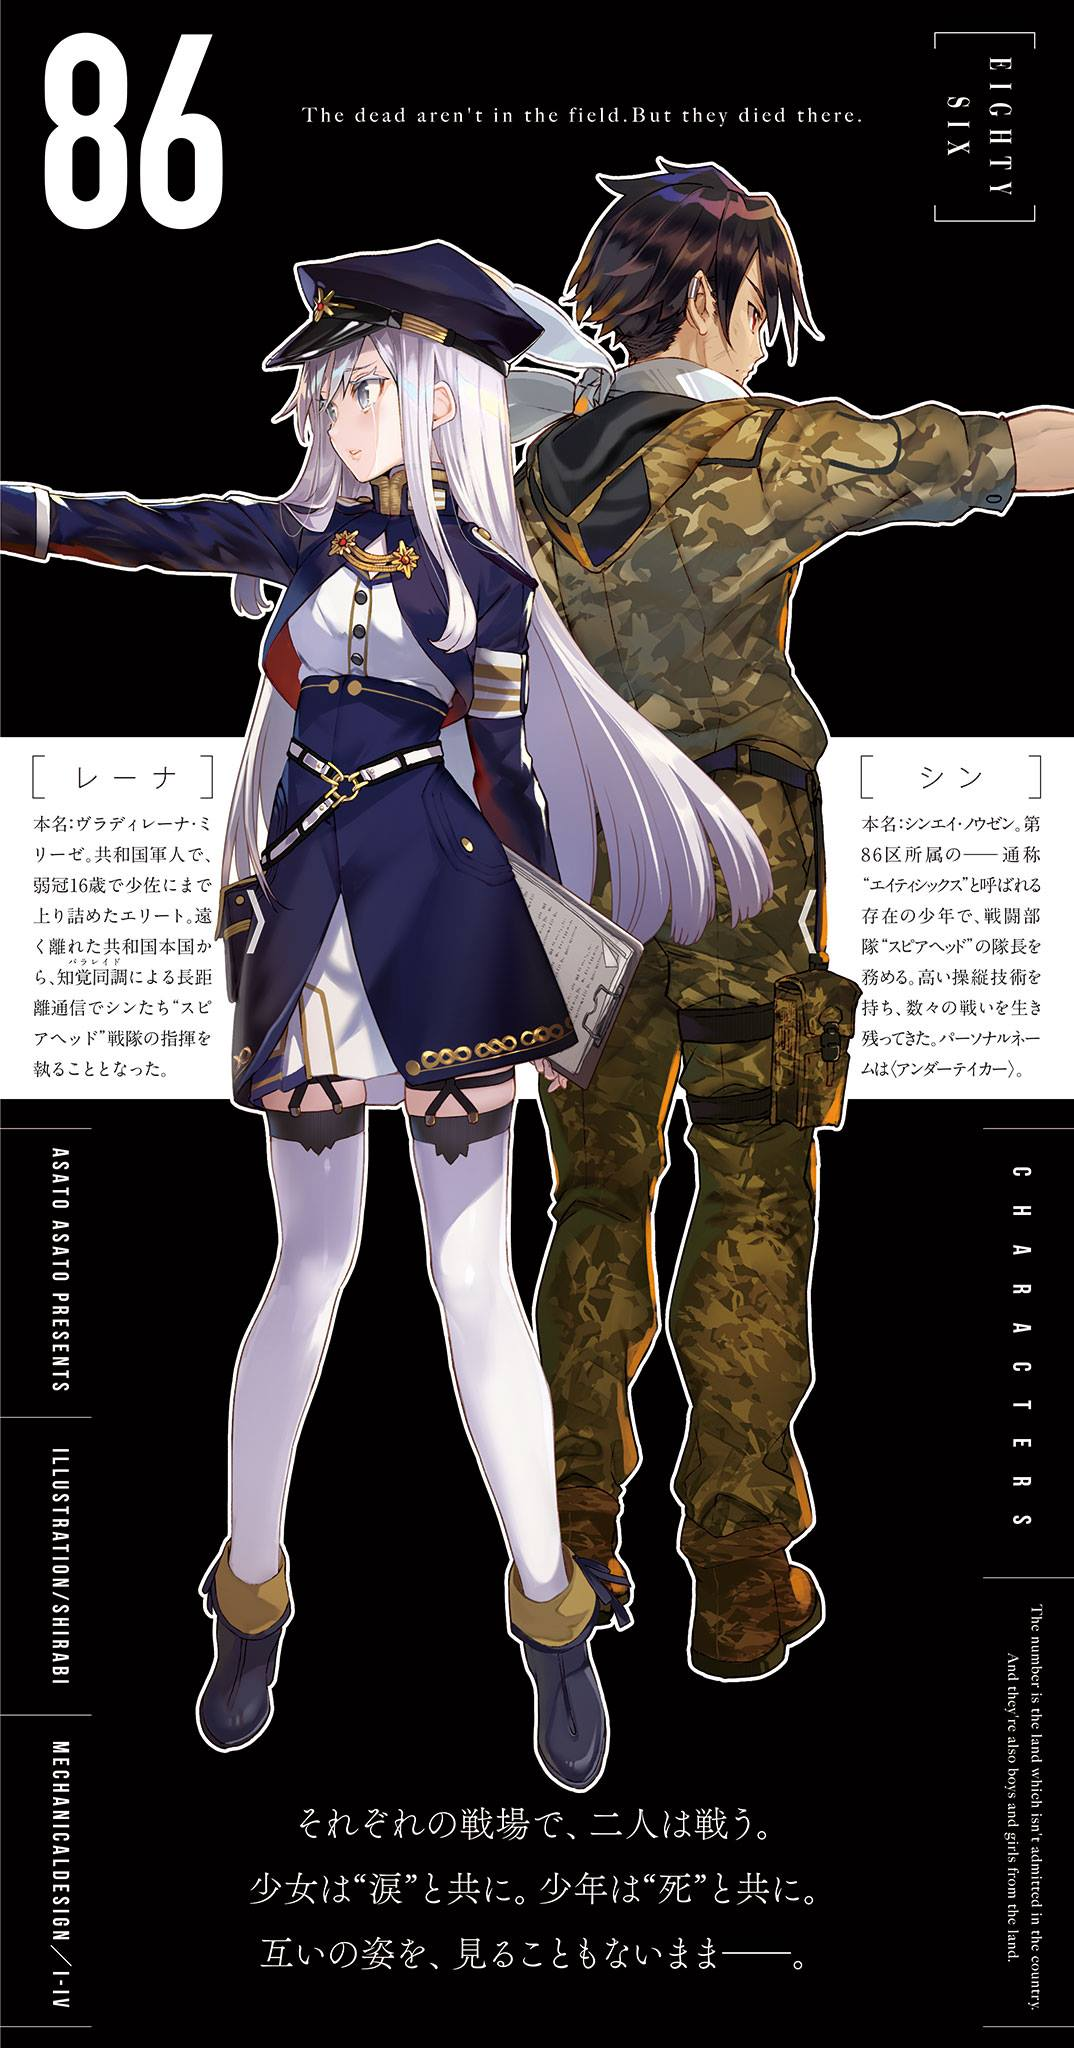 86
The dead aren't in the field.But they died there.
EIGHTY
SIX
レーナ
本名:ヴラディレーナ・ミ
リーゼ。共和国軍人で、
弱冠16歳で少佐にまで
上り詰めたエリート。遠
く離れた共和国本国か
パラレイド
ら、知覚同調による長距
離通信でシンたち“スピ
アヘッド”戦隊の指揮を
執ることとなった。
シン
本名:シンエイ・ノウゼン。第
86区所属の――通称
“エイティシックス”と呼ばれる
存在の少年で、戦闘部
隊“スピアヘッド”の隊長を
務める。高い操縦技術を
持ち、数々の戦いを生き
残ってきた。パーソナルネー
ムは〈アンダーテイカー〉。
ASATO ASATO PRESENTS
ILLUSTRATION/SHIRABI
MECHANICALDESIGN/I-IV
CHARACTERS
The number is the land which isn't admitted in the country.
And they're also boys and girls from the land.
それぞれの戦場で、二人は戦う。
少女は“涙”と共に。少年は“死”と共に。
互いの姿を、見ることもないまま――。